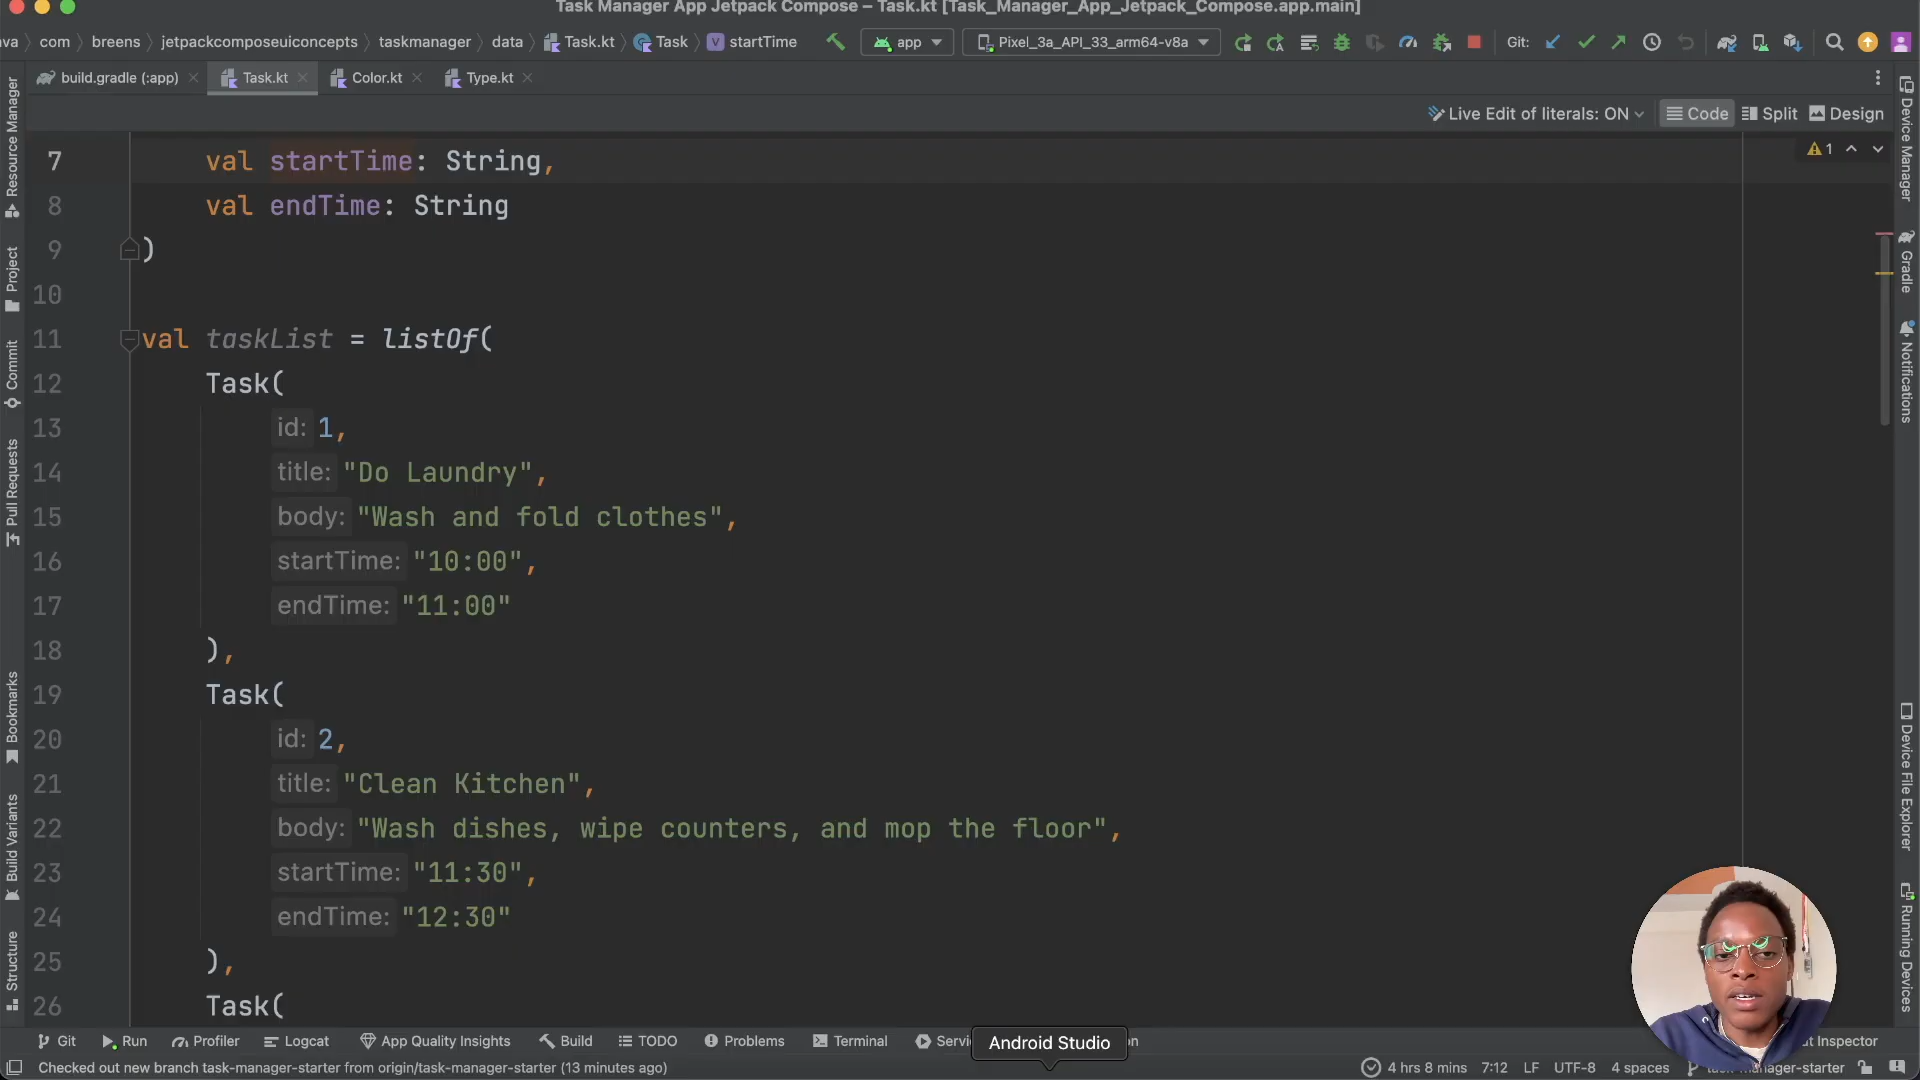 Task Manager App Jetpack Compose – Task.kt [Task_Manager_App_Jetpack_Compose.app.main]
com breens jetpackcomposeuiconcepts taskmanager data Task.kt Task startTime app Pixel_3a_API_33_arm64-v8a Git:
build.gradle (:app) Task.kt Color.kt Type.kt
Live Edit of literals: ON Code Split Design
7 val startTime: String,
1
8 val endTime: String
9 )
10
11 val taskList = listOf(
12 Task(
13 id: 1,
14 title: "Do Laundry",
15 body: "Wash and fold clothes",
16 startTime: "10:00",
17 endTime: "11:00"
18 ),
19 Task(
20 id: 2,
21 title: "Clean Kitchen",
22 body: "Wash dishes, wipe counters, and mop the floor",
23 startTime: "11:30",
24 endTime: "12:30"
25 ),
26 Task(
Resource Manager
Project
Commit
Pull Requests
Bookmarks
Build Variants
Structure
Device Manager
Gradle
Notifications
Device File Explorer
Running Devices
Git Run Profiler Logcat App Quality Insights Build TODO Problems Terminal Inspector
Android Studio
Checked out new branch task-manager-starter from origin/task-manager-starter (13 minutes ago) 4 hrs 8 mins 7:12 LF UTF-8 4 spaces task-manager-starter